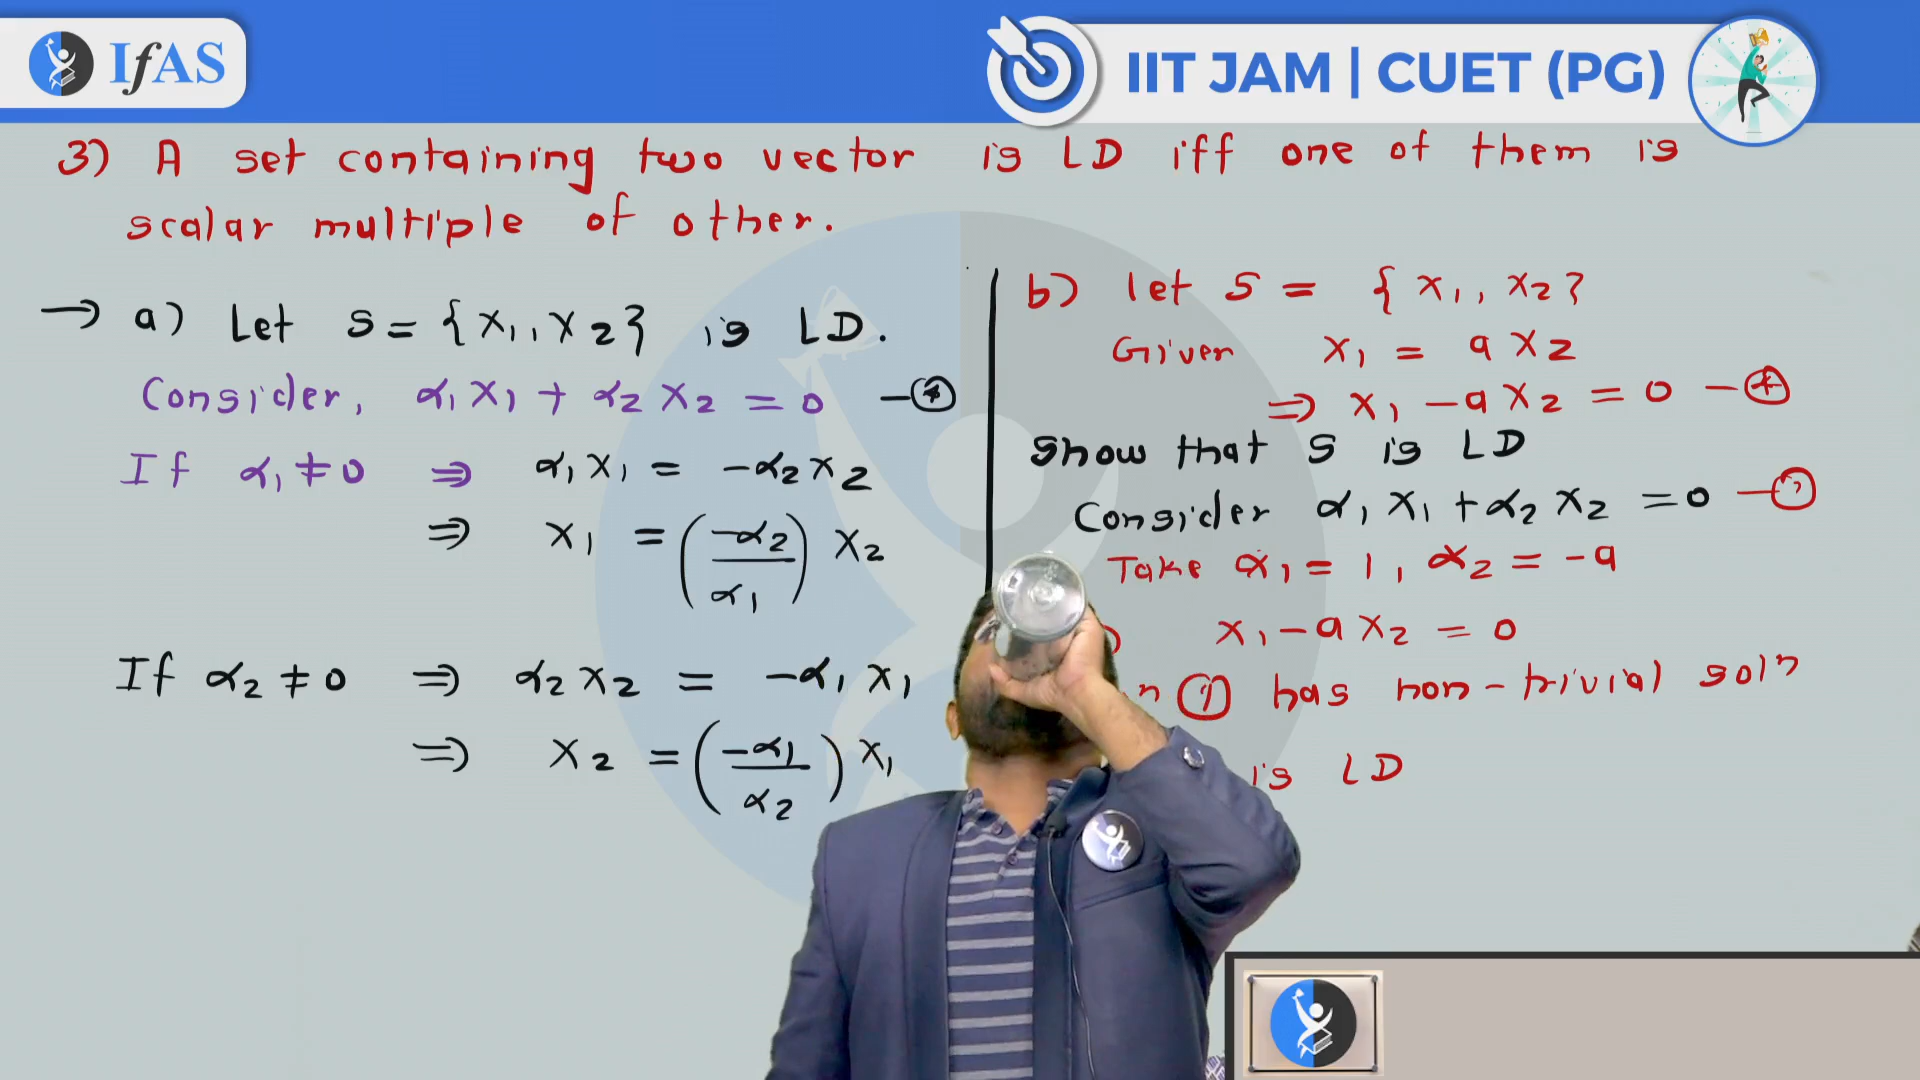 IfAS
IIT JAM | CUET (PG)
3) A set containing two vector is LD iff one of them is
scalar multiple of other.
→ a) Let S = {x₁, x₂} is LD.
Consider, α₁x₁ + α₂x₂ = 0 —⊛
If α₁ ≠ 0 ⇒ α₁x₁ = -α₂x₂
⇒ x₁ = (-α₂/α₁) x₂
If α₂ ≠ 0 ⇒ α₂x₂ = -α₁x₁
⇒ x₂ = (-α₁/α₂) x₁
b) let S = {x₁, x₂}
Given x₁ = a x₂
⇒ x₁ - a x₂ = 0 —⊛
Show that S is LD
Consider α₁x₁ + α₂x₂ = 0 —①
Take α₁ = 1, α₂ = -a
x₁ - a x₂ = 0
① has non-trivial solⁿ
is LD